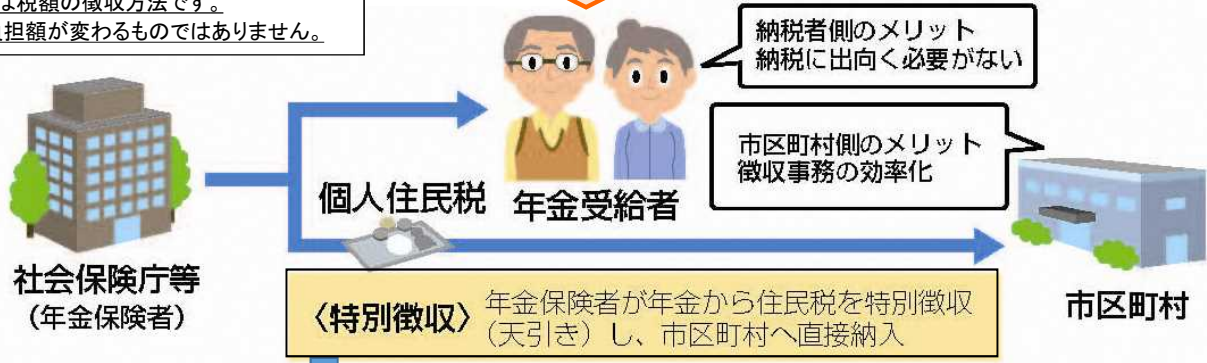 は税額の徴収方法です。
担額が変わるものではありません。
納税者側のメリット
納税に出向く必要がない
市区町村側のメリット
徴収事務の効率化
個人住民税
年金受給者
社会保険庁等
（年金保険者）
市区町村
〈特別徴収〉
年金保険者が年金から住民税を特別徴収
（天引き）し、市区町村へ直接納入